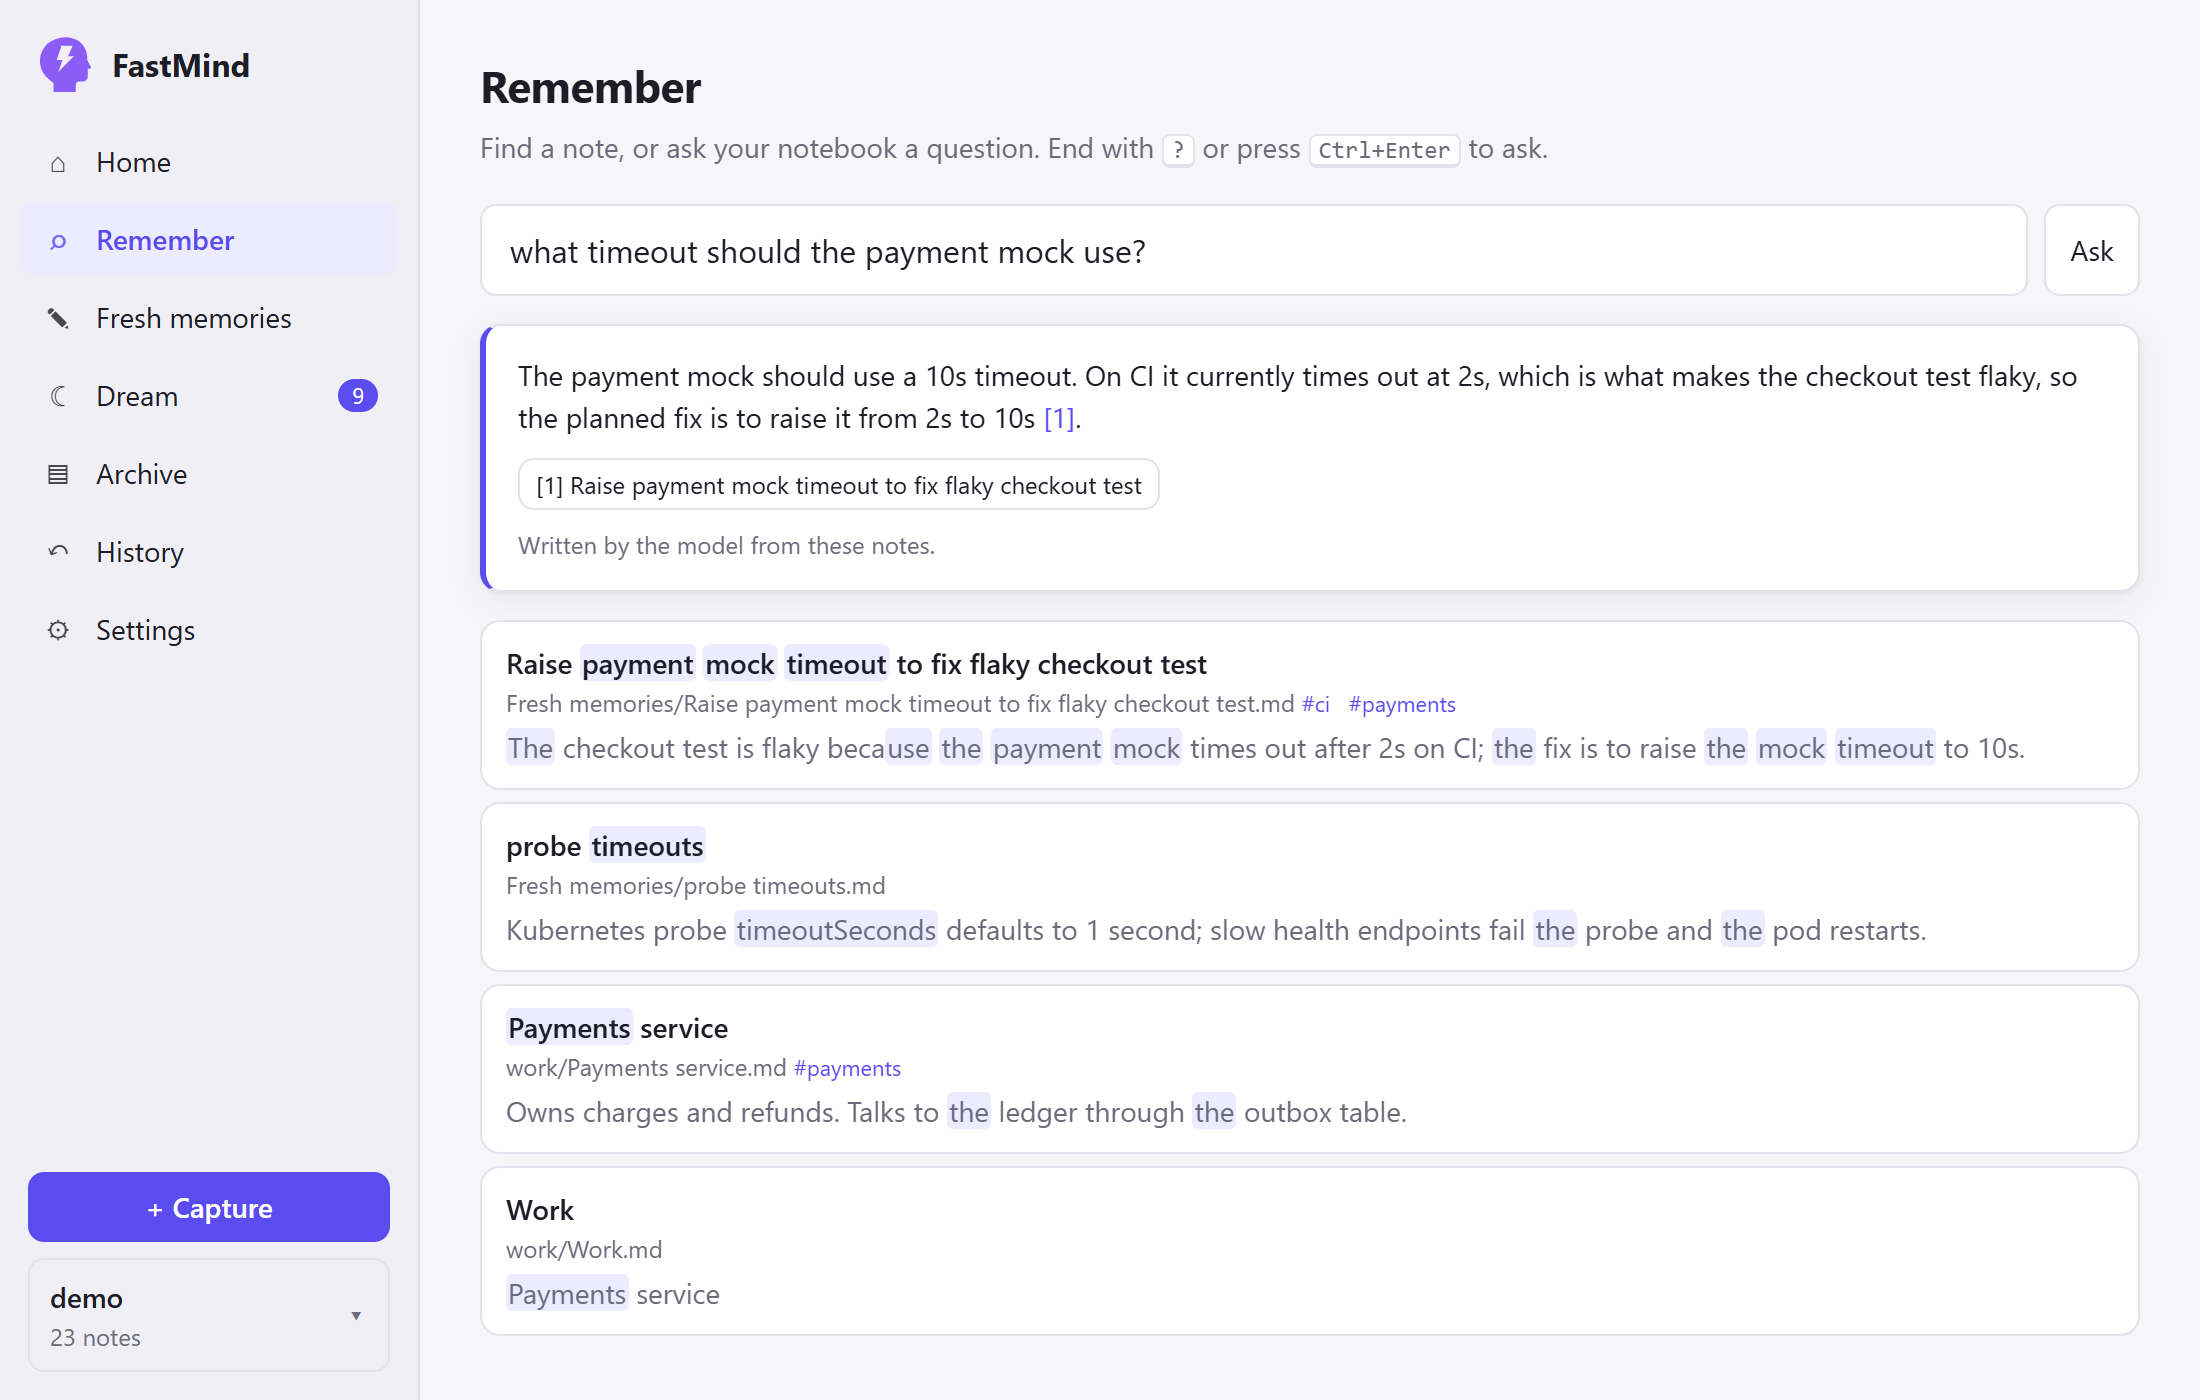 FastMind
Home
Remember
Fresh memories
Dream 9
Archive
History
Settings
+ Capture
demo
23 notes
Remember
Find a note, or ask your notebook a question. End with ? or press Ctrl+Enter to ask.
what timeout should the payment mock use?
Ask
The payment mock should use a 10s timeout. On CI it currently times out at 2s, which is what makes the checkout test flaky, so
the planned fix is to raise it from 2s to 10s [1].
[1] Raise payment mock timeout to fix flaky checkout test
Written by the model from these notes.
Raise payment mock timeout to fix flaky checkout test
Fresh memories/Raise payment mock timeout to fix flaky checkout test.md #ci #payments
The checkout test is flaky because the payment mock times out after 2s on CI; the fix is to raise the mock timeout to 10s.
probe timeouts
Fresh memories/probe timeouts.md
Kubernetes probe timeoutSeconds defaults to 1 second; slow health endpoints fail the probe and the pod restarts.
Payments service
work/Payments service.md #payments
Owns charges and refunds. Talks to the ledger through the outbox table.
Work
work/Work.md
Payments service